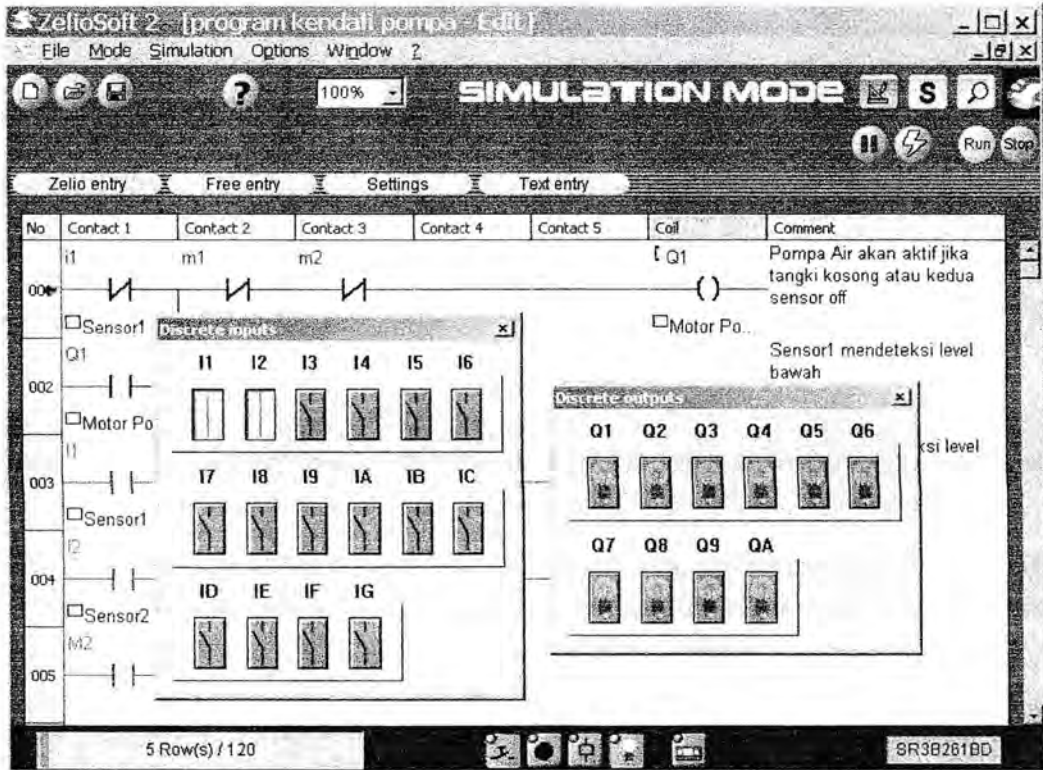 ZelioSoft 2 - [program kendali pompa - Edit]
File Mode Simulation Options Window ?
100% SIMULATION MODE S
Run Stop
Zelio entry Free entry Settings Text entry
No Contact 1 Contact 2 Contact 3 Contact 4 Contact 5 Coil Comment
i1 m1 m2 [ Q1
Pompa Air akan aktif jika
tangki kosong atau kedua
sensor off
Sensor1
Motor Po...
Sensor1 mendeteksi level
bawah
Q1
002
Motor Po
I1
003
Sensor1
I2
004
Sensor2
M2
005
Discrete inputs
I1 I2 I3 I4 I5 I6
I7 I8 I9 IA IB IC
ID IE IF IG
Discrete outputs
Q1 Q2 Q3 Q4 Q5 Q6
Q7 Q8 Q9 QA
level
5 Row(s) / 120
SR3B261BD